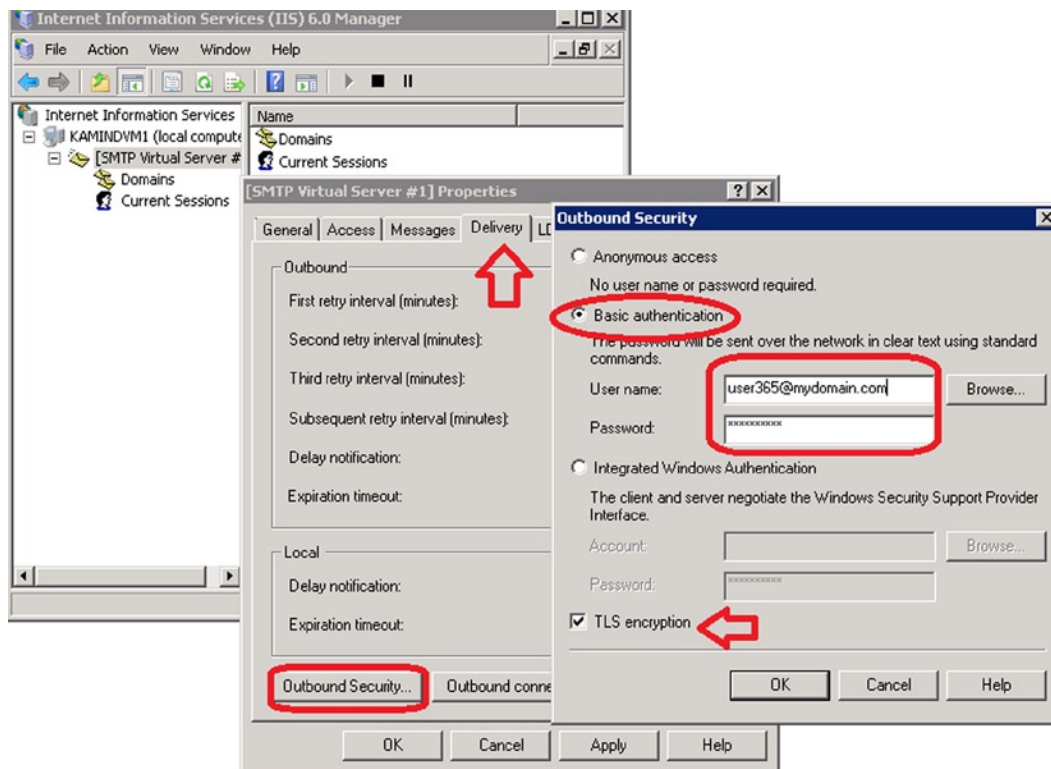 Internet Information Services (IIS) 6.0 Manager
File Action View Window Help
Internet Information Services
KAMINDVM1 (local compute
[SMTP Virtual Server #
Domains
Current Sessions
Name
Domains
Current Sessions
[SMTP Virtual Server #1] Properties
General Access Messages Delivery LD
Outbound
First retry interval (minutes):
Second retry interval (minutes):
Third retry interval (minutes):
Subsequent retry interval (minutes):
Delay notification:
Expiration timeout:
Local
Delay notification:
Expiration timeout:
Outbound Security... Outbound conne
OK Cancel Apply Help
Outbound Security
Anonymous access
No user name or password required.
Basic authentication
The password will be sent over the network in clear text using standard
commands.
User name: user365@mydomain.com Browse...
Password: xxxxxxxxxx
Integrated Windows Authentication
The client and server negotiate the Windows Security Support Provider
Interface.
Account: Browse...
Password: xxxxxxxxxx
TLS encryption
OK Cancel Help